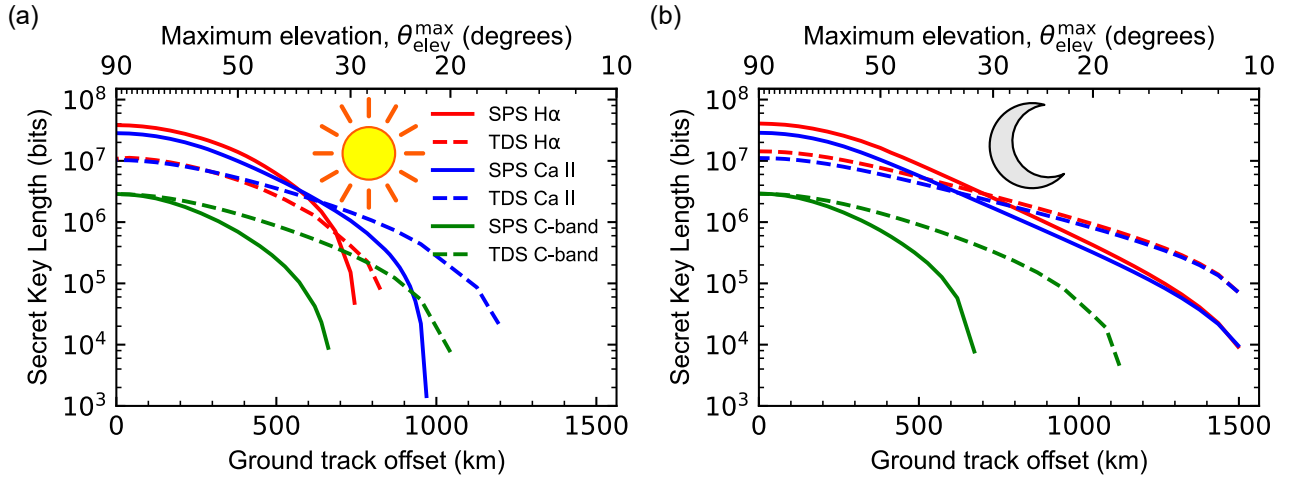 (a)
Maximum elevation, θ_elev^max (degrees)
90 50 30 20 10
10^8
10^7
10^6
10^5
10^4
10^3
Secret Key Length (bits)
SPS Hα
TDS Hα
SPS Ca II
TDS Ca II
SPS C-band
TDS C-band
0 500 1000 1500
Ground track offset (km)
(b)
Maximum elevation, θ_elev^max (degrees)
90 50 30 20 10
10^8
10^7
10^6
10^5
10^4
10^3
Secret Key Length (bits)
0 500 1000 1500
Ground track offset (km)